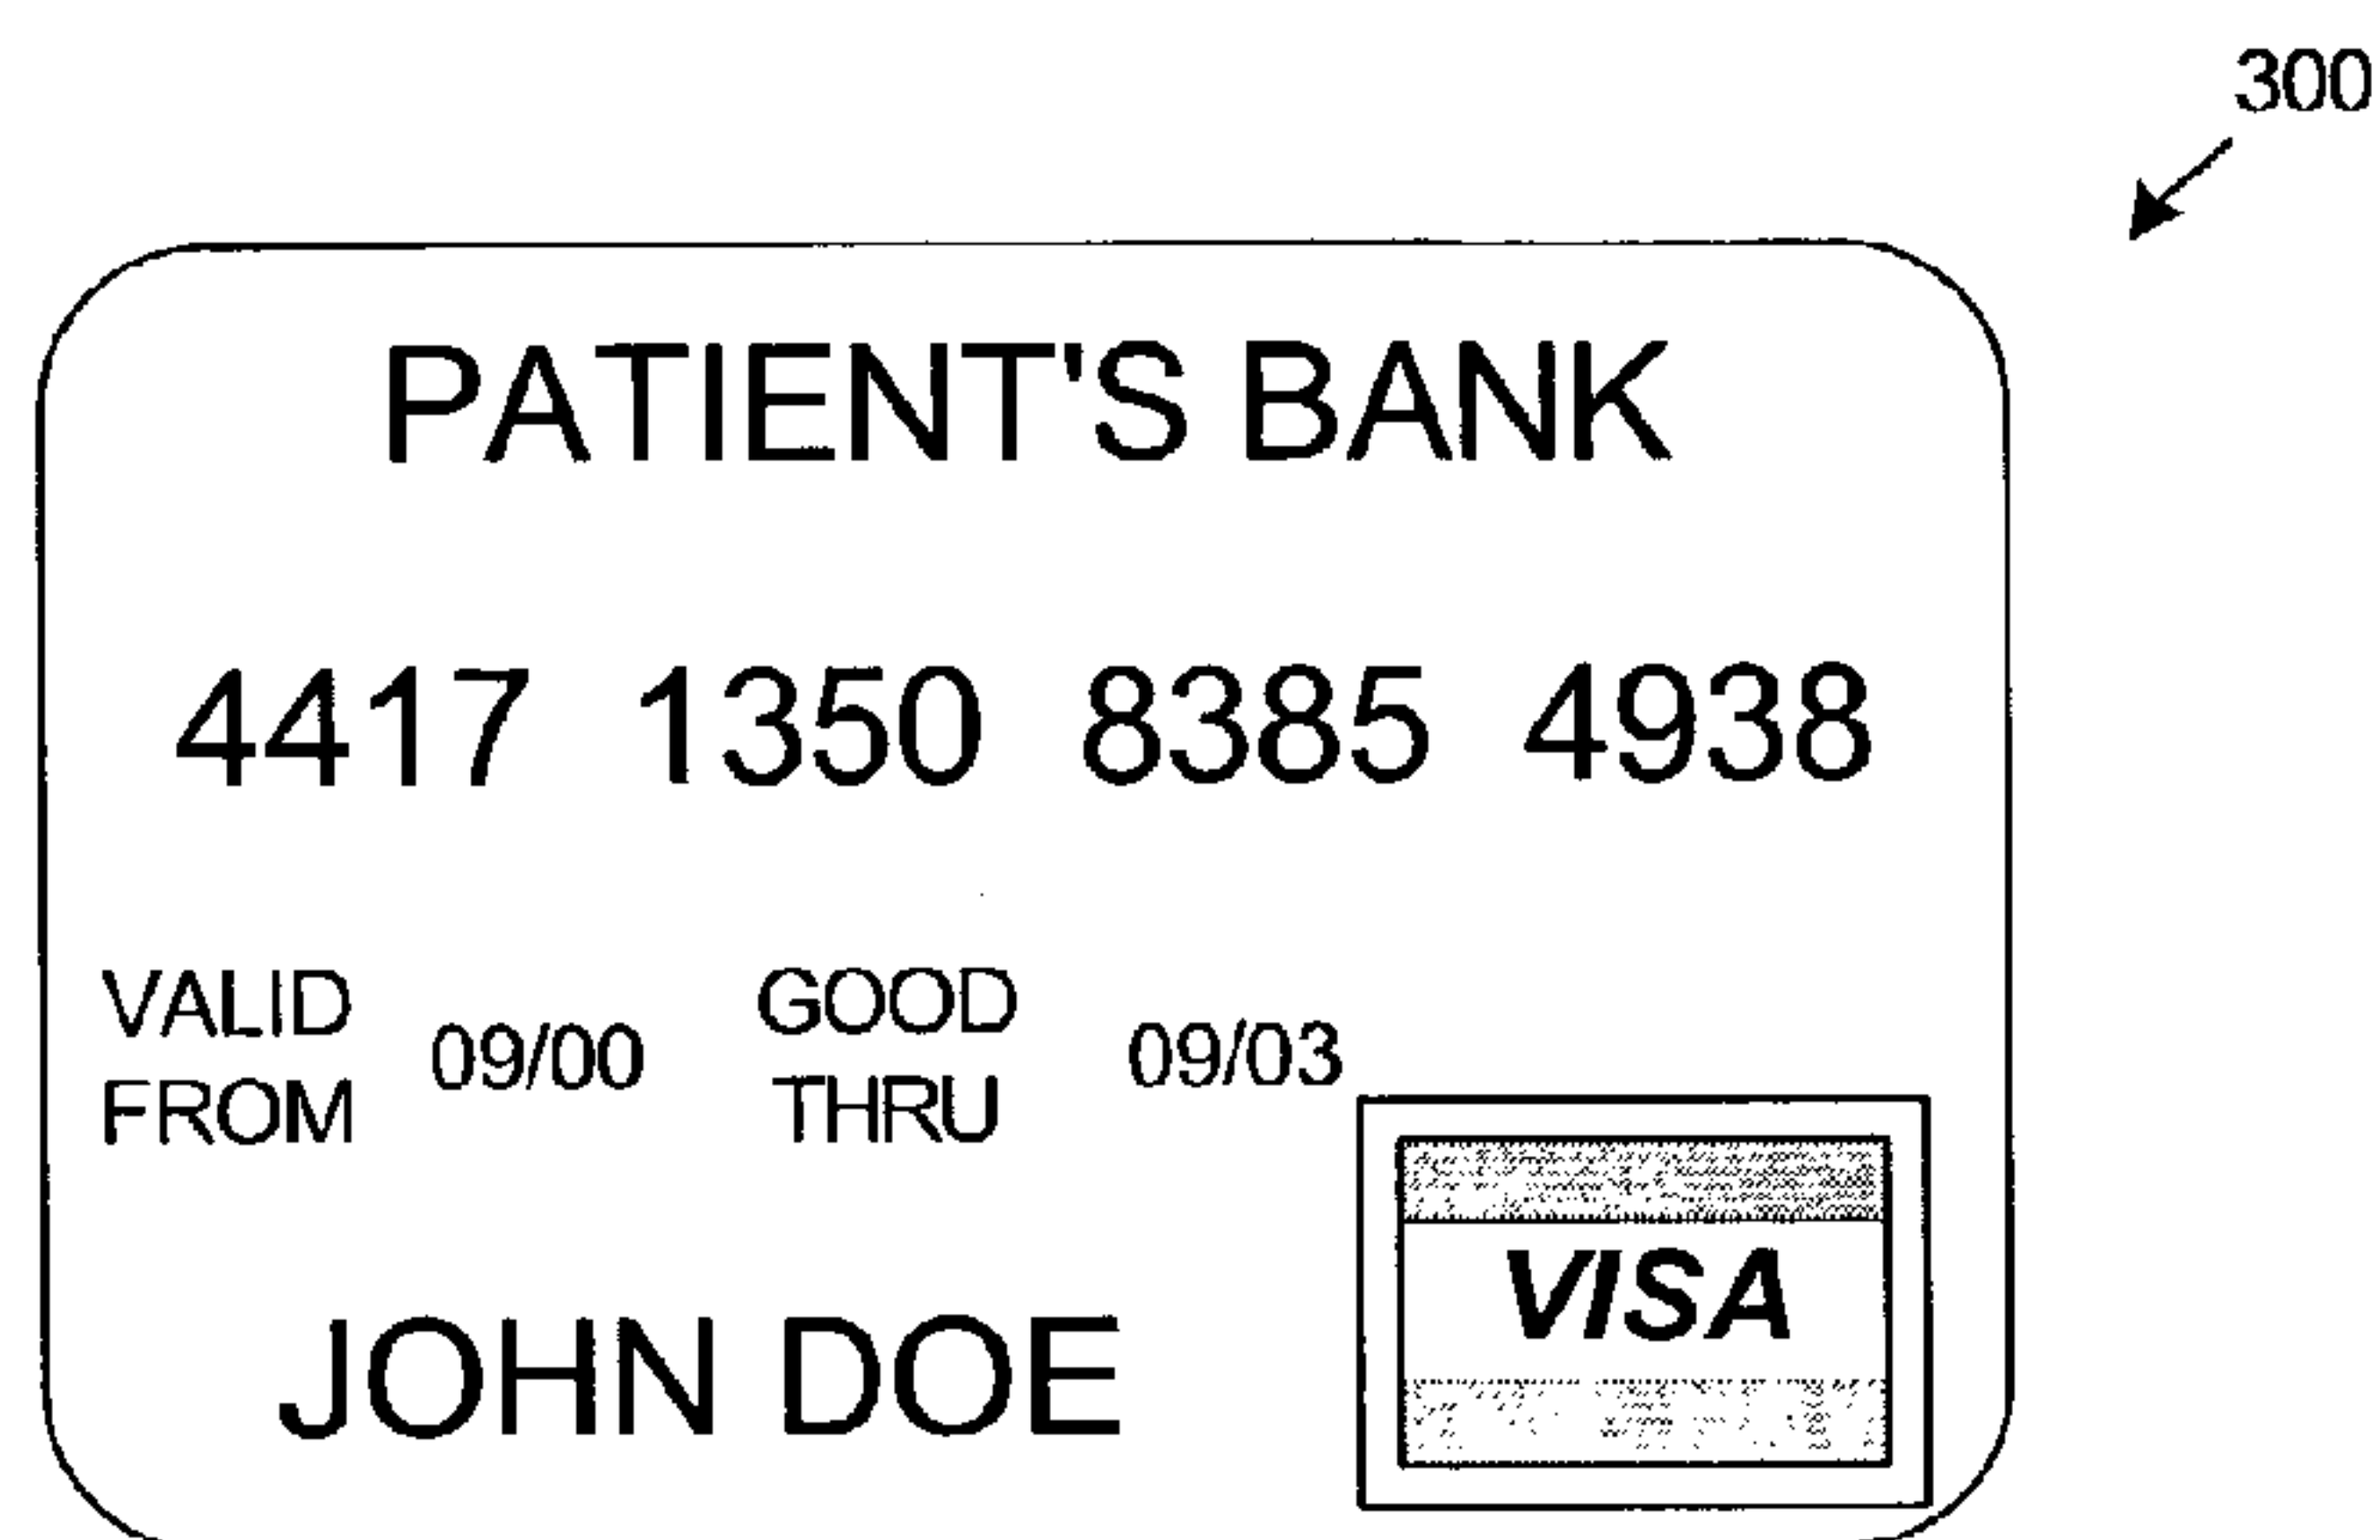 300
PATIENT'S BANK
4417 1350 8385 4938
VALID FROM 09/00 GOOD THRU 09/03
JOHN DOE
VISA